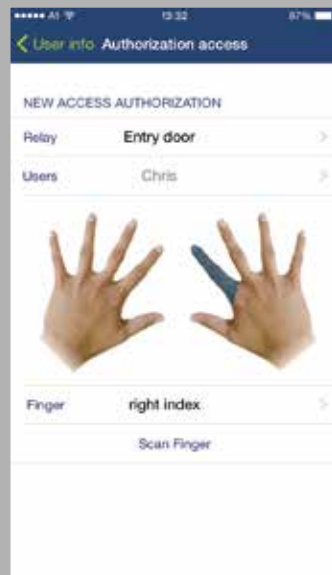 A1 13:32 87%
User info Authorization access
NEW ACCESS AUTHORIZATION
Relay Entry door
Users Chris
Finger right index
Scan Finger